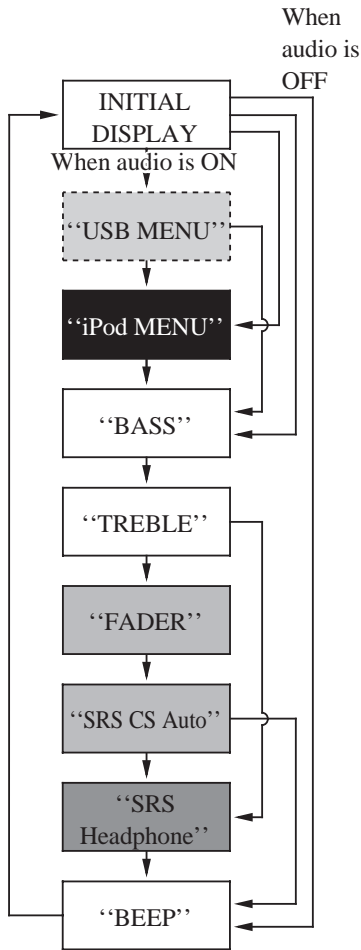 When
audio is
OFF
INITIAL
DISPLAY
When audio is ON
‘‘USB MENU’’
‘‘iPod MENU’’
‘‘BASS’’
‘‘TREBLE’’
‘‘FADER’’
‘‘SRS CS Auto’’
‘‘SRS
Headphone’’
‘‘BEEP’’